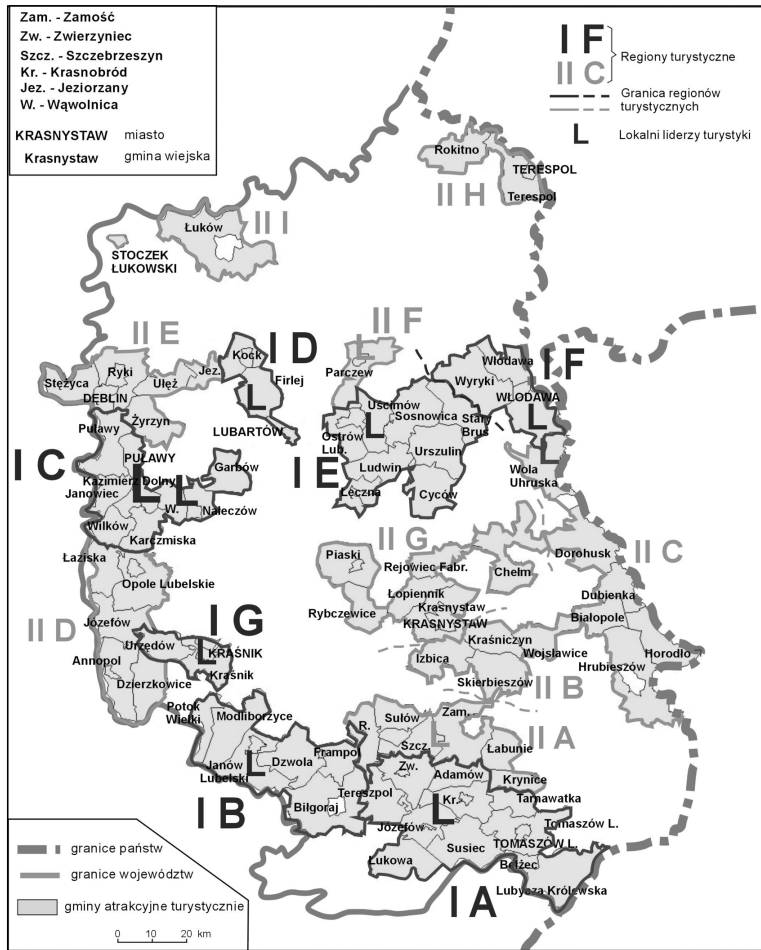 Zam. - Zamość
Zw. - Zwierzyniec
Szcz. - Szczebrzeszyn
Kr. - Krasnobród
Jez. - Jeziorzany
W. - Wąwolnica
KRASNYSTAW miasto
Krasnystaw gmina wiejska
I F
II C
Regiony turystyczne
Granica regionów
turystycznych
L Lokalni liderzy turystyki
Rokitno
TERESPOL
II H
Terespol
Łuków
II I
STOCZEK
ŁUKOWSKI
II E
I D
II F
I F
Kock
L
Parczew
Włodawa
Stężyca
Ryki
Ułęż
Jez.
Firlej
Wyryki
DĘBLIN
L
WŁODAWA
Uścimów
Sosnowica
L
L
Żyrzyn
LUBARTÓW
Stary
Brus
Puławy
Ostrów
Lub.
Urszulin
L
I C
PUŁAWY
Garbów
I E
Ludwin
Wola
Uhruska
Kazimierz Dolny
Janowiec
L
L
W.
Nałeczów
Łęczna
Cyców
Wilków
Karczmiska
II G
Łaziska
Piaski
Dorohusk
II C
Opole Lubelskie
Rejowiec Fabr.
Chełm
Łopiennik
Dubienka
Rybczewice
Krasnystaw
Józefów
I G
KRASNYSTAW
Białopole
II D
Urzędów
L
KRAŚNIK
Kraśniczyn
Wojsławice
Horodło
Annopol
Izbica
Hrubieszów
Dzierzkowice
Kraśnik
Skierbieszów
II B
Potok
Wielki
Modliborzyce
R.
Sułów
Zam.
Szcz.
L
Łabunie
II A
Janów
Lubelski
L
Dzwola
Frampol
Zw.
Adamów
Krynice
Tereszpol
I B
Biłgoraj
Kr.
L
Tarnawatka
Józefów
Tomaszów L.
Susiec
TOMASZÓW L.
Łukowa
Bełżec
I A
Lubycza Królewska
granice państw
granice województw
gminy atrakcyjne turystycznie
0 10 20 km